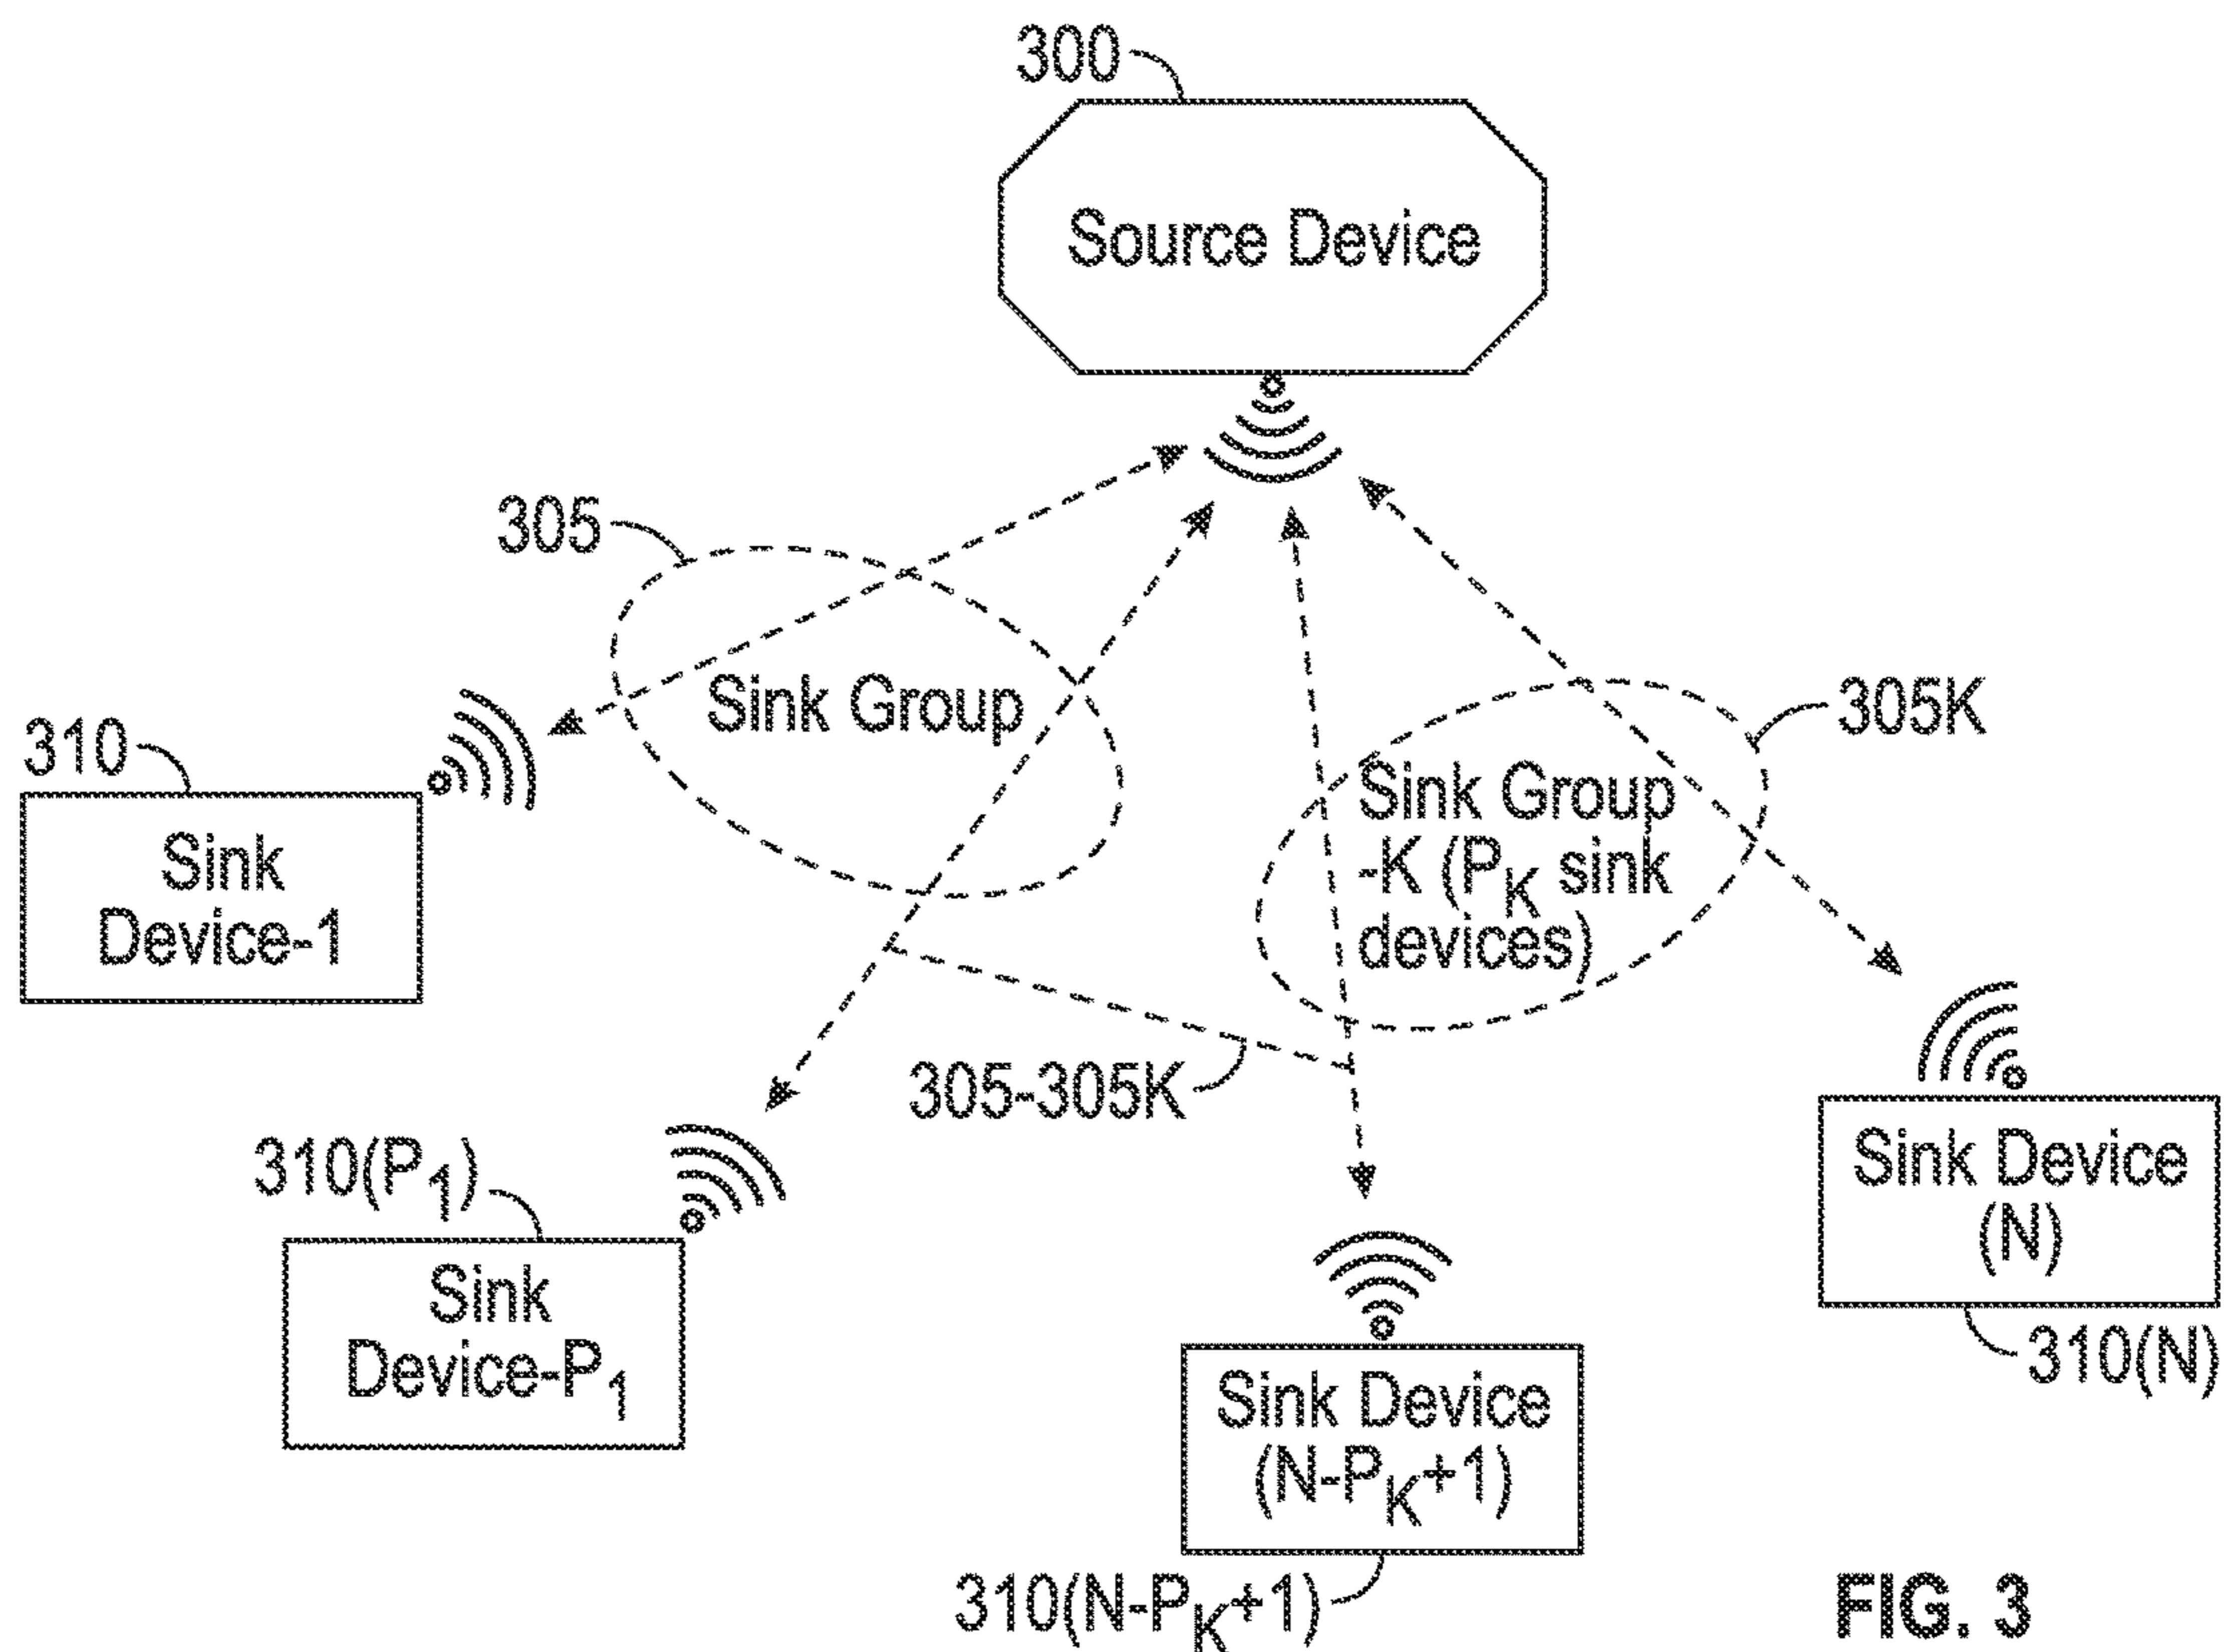 300
Source Device
305
Sink Group
305K
310
Sink Group
-K (PK sink
devices)
Sink
Device-1
305-305K
310(P1)
Sink Device
(N)
Sink
Device-P1
310(N)
Sink Device
(N-PK+1)
310(N-PK+1)
FIG. 3